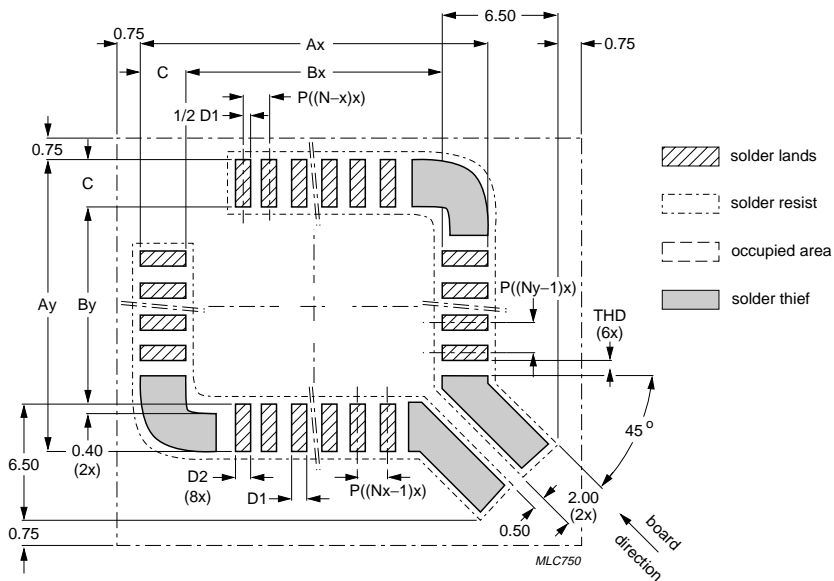 6.50
0.75
Ax
0.75
C
Bx
P((N–x)x)
1/2 D1
0.75
C
solder lands
solder resist
occupied area
solder thief
P((Ny–1)x)
THD
(6x)
Ay
By
45 o
0.40
(2x)
6.50
D2
(8x)
D1
P((Nx–1)x)
2.00
(2x)
0.50
0.75
board
direction
MLC750